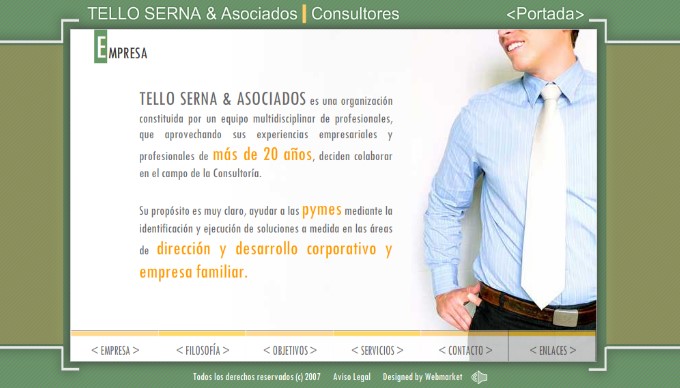 TELLO SERNA & Asociados | Consultores
<Portada>
EMPRESA
TELLO SERNA & ASOCIADOS es una organización
constituida por un equipo multidisciplinar de profesionales,
que aprovechando sus experiencias empresariales y
profesionales de más de 20 años, deciden colaborar
en el campo de la Consultoría.
Su propósito es muy claro, ayudar a las pymes mediante la
identificación y ejecución de soluciones a medida en las áreas
de dirección y desarrollo corporativo y
empresa familiar.
< EMPRESA > < FILOSOFÍA > < OBJETIVOS > < SERVICIOS > < CONTACTO > < ENLACES >
Todos los derechos reservados (c) 2007 Aviso Legal Designed by Webmarket